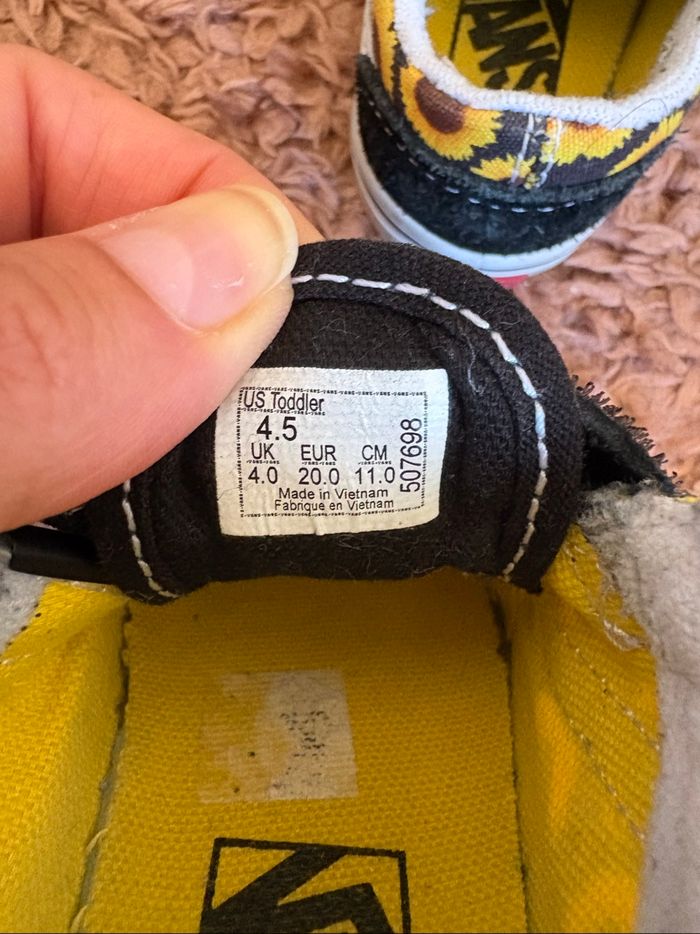 VANS
US Toddler
4.5
UK EUR CM
4.0 20.0 11.0
507698
Made in Vietnam
Fabrique en Vietnam